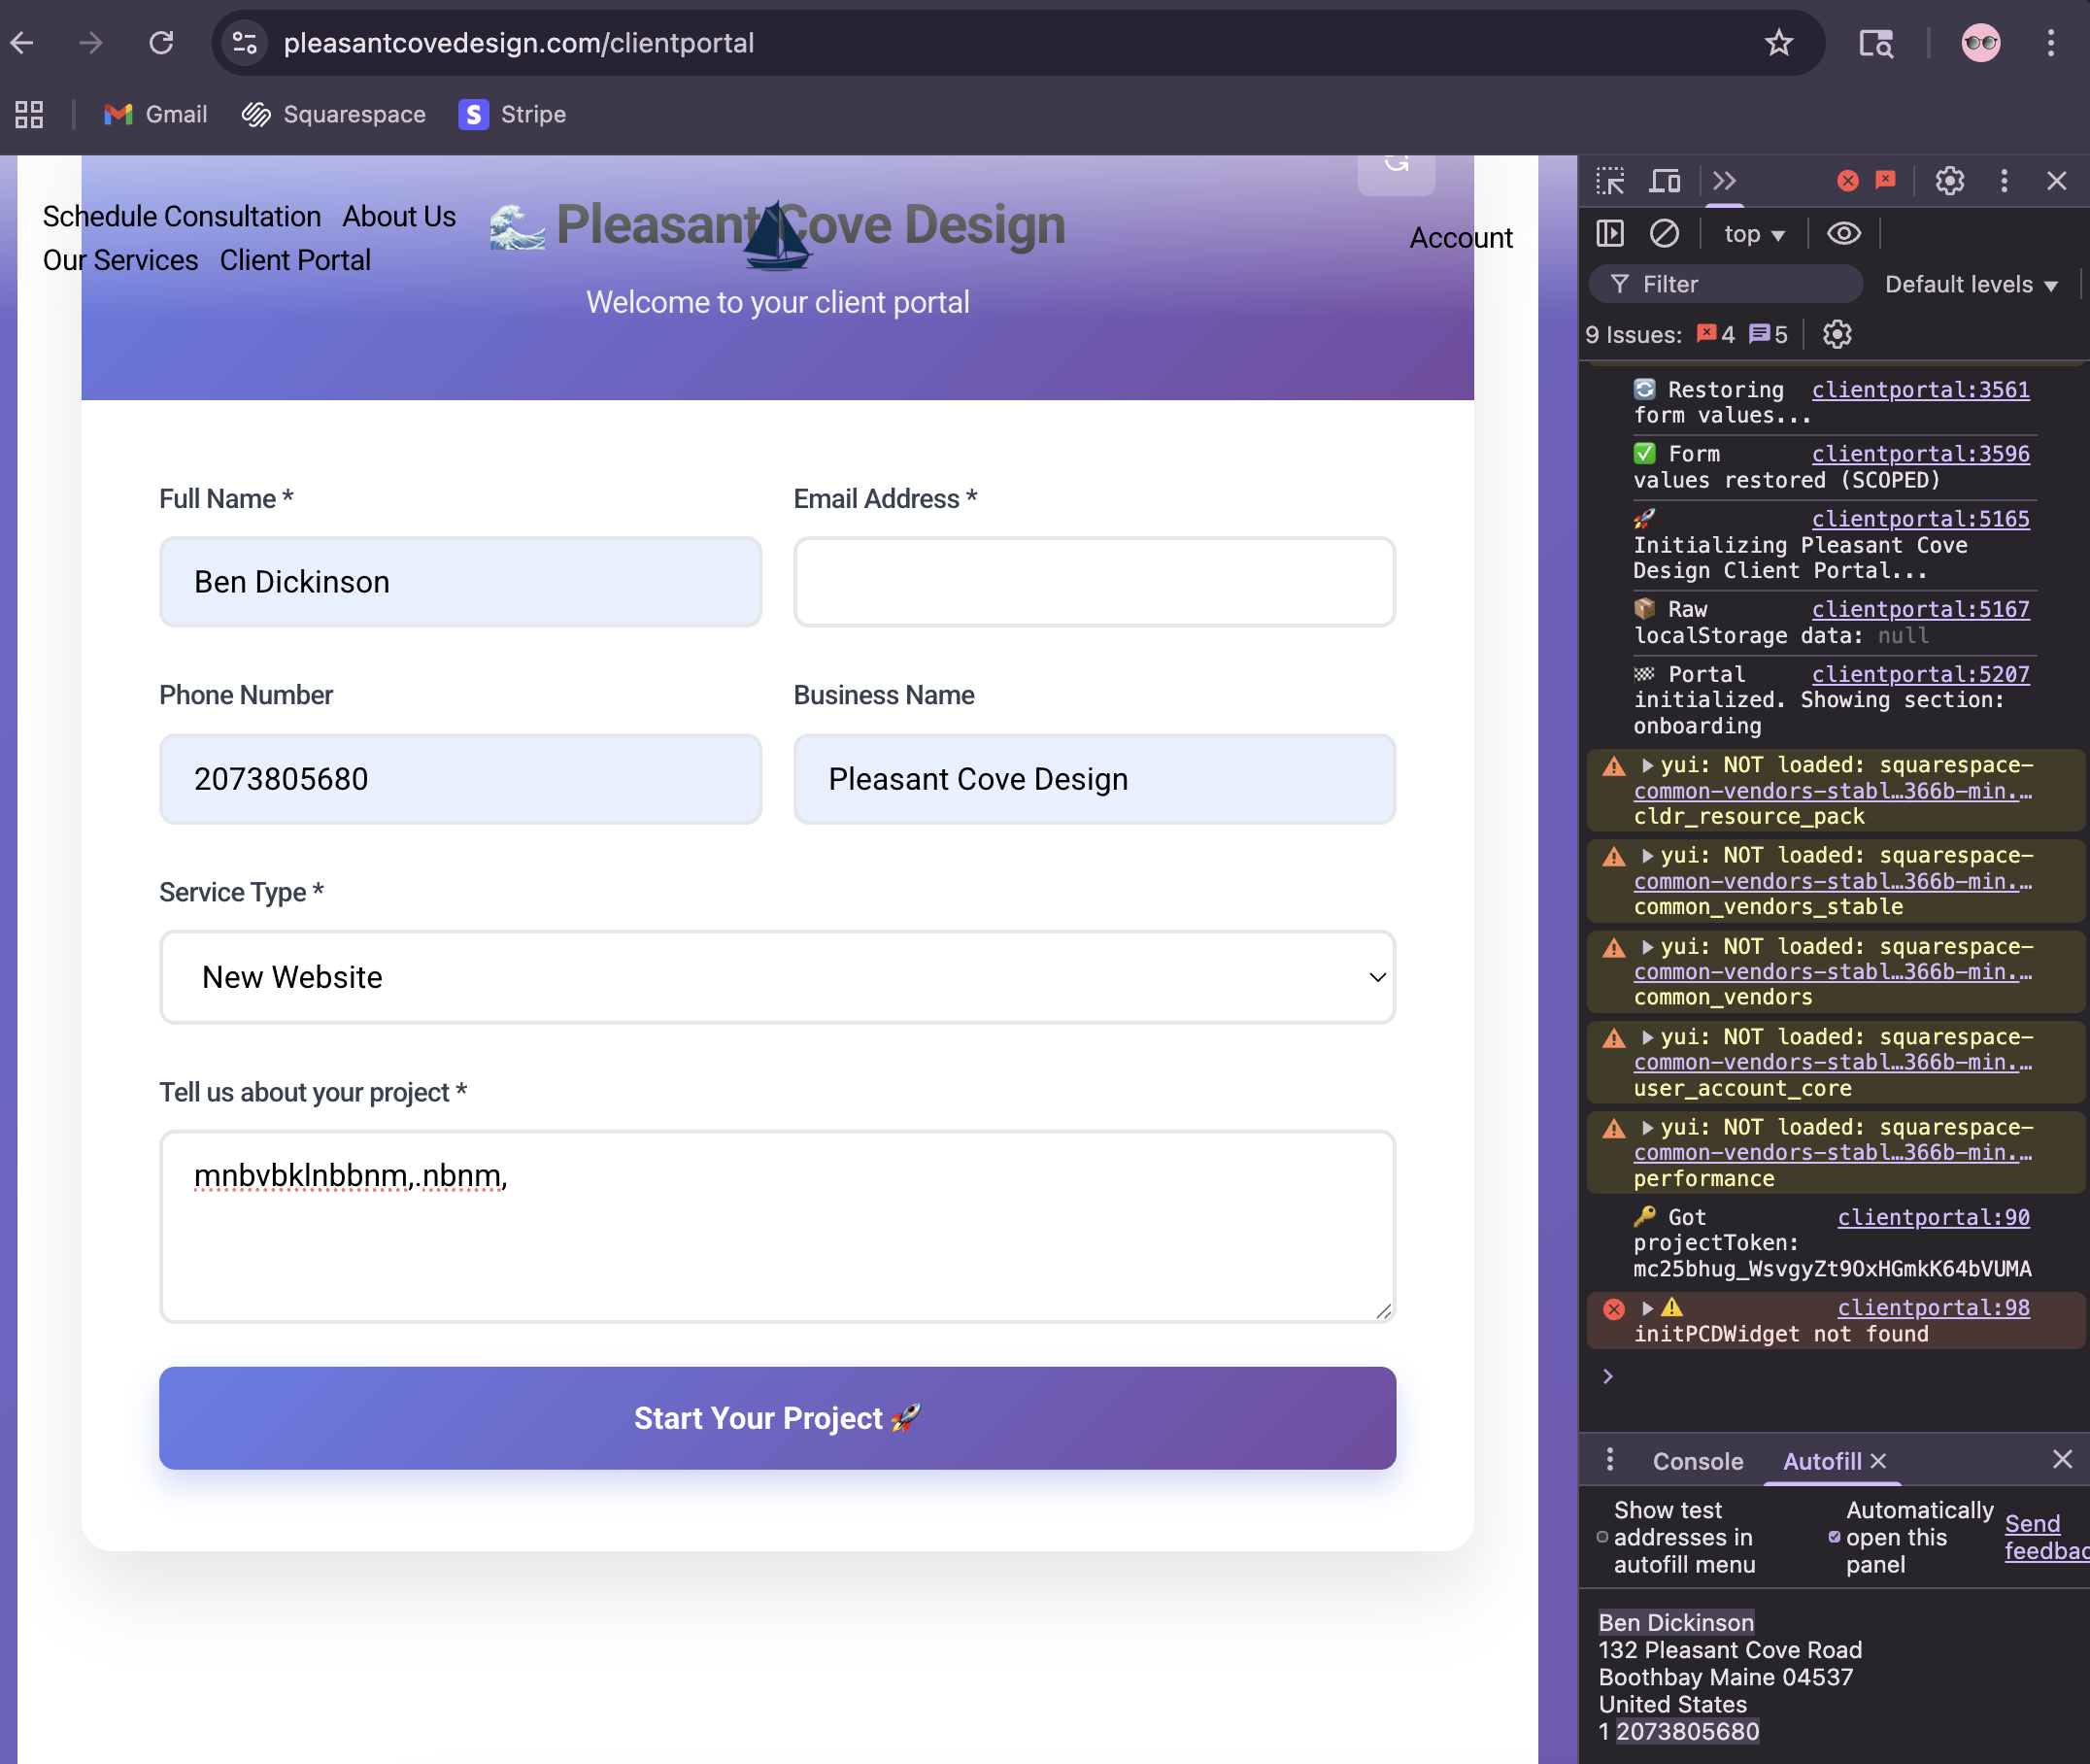 pleasantcovedesign.com/clientportal
Gmail
Squarespace
Stripe
Schedule Consultation About Us
Our Services Client Portal
🌊 Pleasant Cove Design
Account
Welcome to your client portal
Full Name *
Email Address *
Ben Dickinson
Phone Number
Business Name
2073805680
Pleasant Cove Design
Service Type *
New Website
Tell us about your project *
mnbvbklnbbnm,.nbnm,
Start Your Project 🚀
top
Filter
Default levels
9 Issues: 4 5
🔄 Restoring clientportal:3561
form values...
✅ Form clientportal:3596
values restored (SCOPED)
🚀 clientportal:5165
Initializing Pleasant Cove
Design Client Portal...
📦 Raw clientportal:5167
localStorage data: null
🏁 Portal clientportal:5207
initialized. Showing section:
onboarding
yui: NOT loaded: squarespace-
common-vendors-stabl…366b-min.…
cldr_resource_pack
yui: NOT loaded: squarespace-
common-vendors-stabl…366b-min.…
common_vendors_stable
yui: NOT loaded: squarespace-
common-vendors-stabl…366b-min.…
common_vendors
yui: NOT loaded: squarespace-
common-vendors-stabl…366b-min.…
user_account_core
yui: NOT loaded: squarespace-
common-vendors-stabl…366b-min.…
performance
🔑 Got clientportal:90
projectToken:
mc25bhug_WsvgyZt9OxHGmkK64bVUMA
⚠️ clientportal:98
initPCDWidget not found
Console
Autofill
Show test
addresses in
autofill menu
Automatically
open this
panel
Send
feedbac
Ben Dickinson
132 Pleasant Cove Road
Boothbay Maine 04537
United States
1 2073805680